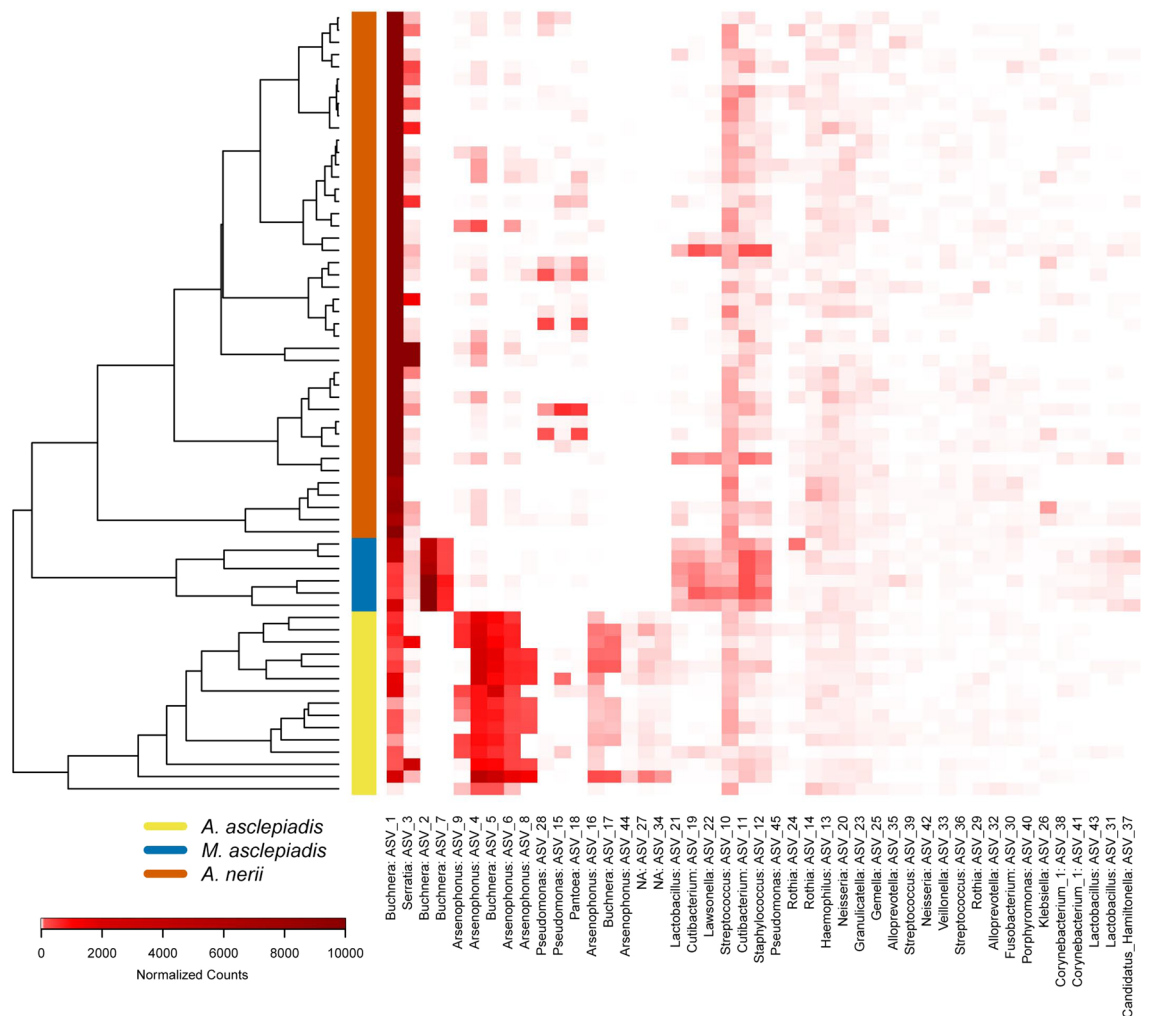 A. asclepiadis
M. asclepiadis
A. nerii
0
2000
4000
6000
8000
10000
Normalized Counts
Buchnera: ASV_1
Serratia: ASV_3
Buchnera: ASV_2
Buchnera: ASV_7
Arsenophonus: ASV_9
Arsenophonus: ASV_4
Buchnera: ASV_5
Arsenophonus: ASV_6
Arsenophonus: ASV_8
Pseudomonas: ASV_28
Pseudomonas: ASV_15
Pantoea: ASV_18
Arsenophonus: ASV_16
Buchnera: ASV_17
Arsenophonus: ASV_44
NA: ASV_27
NA: ASV_34
Lactobacillus: ASV_21
Cutibacterium: ASV_19
Lawsonella: ASV_22
Streptococcus: ASV_10
Cutibacterium: ASV_11
Staphylococcus: ASV_12
Pseudomonas: ASV_45
Rothia: ASV_24
Rothia: ASV_14
Haemophilus: ASV_13
Neisseria: ASV_20
Granulicatella: ASV_23
Gemella: ASV_25
Alloprevotella: ASV_35
Streptococcus: ASV_39
Neisseria: ASV_42
Veillonella: ASV_33
Streptococcus: ASV_36
Rothia: ASV_29
Alloprevotella: ASV_32
Fusobacterium: ASV_30
Porphyromonas: ASV_40
Klebsiella: ASV_26
Corynebacterium_1: ASV_38
Corynebacterium_1: ASV_41
Lactobacillus: ASV_43
Lactobacillus: ASV_31
Candidatus_Hamiltonella: ASV_37